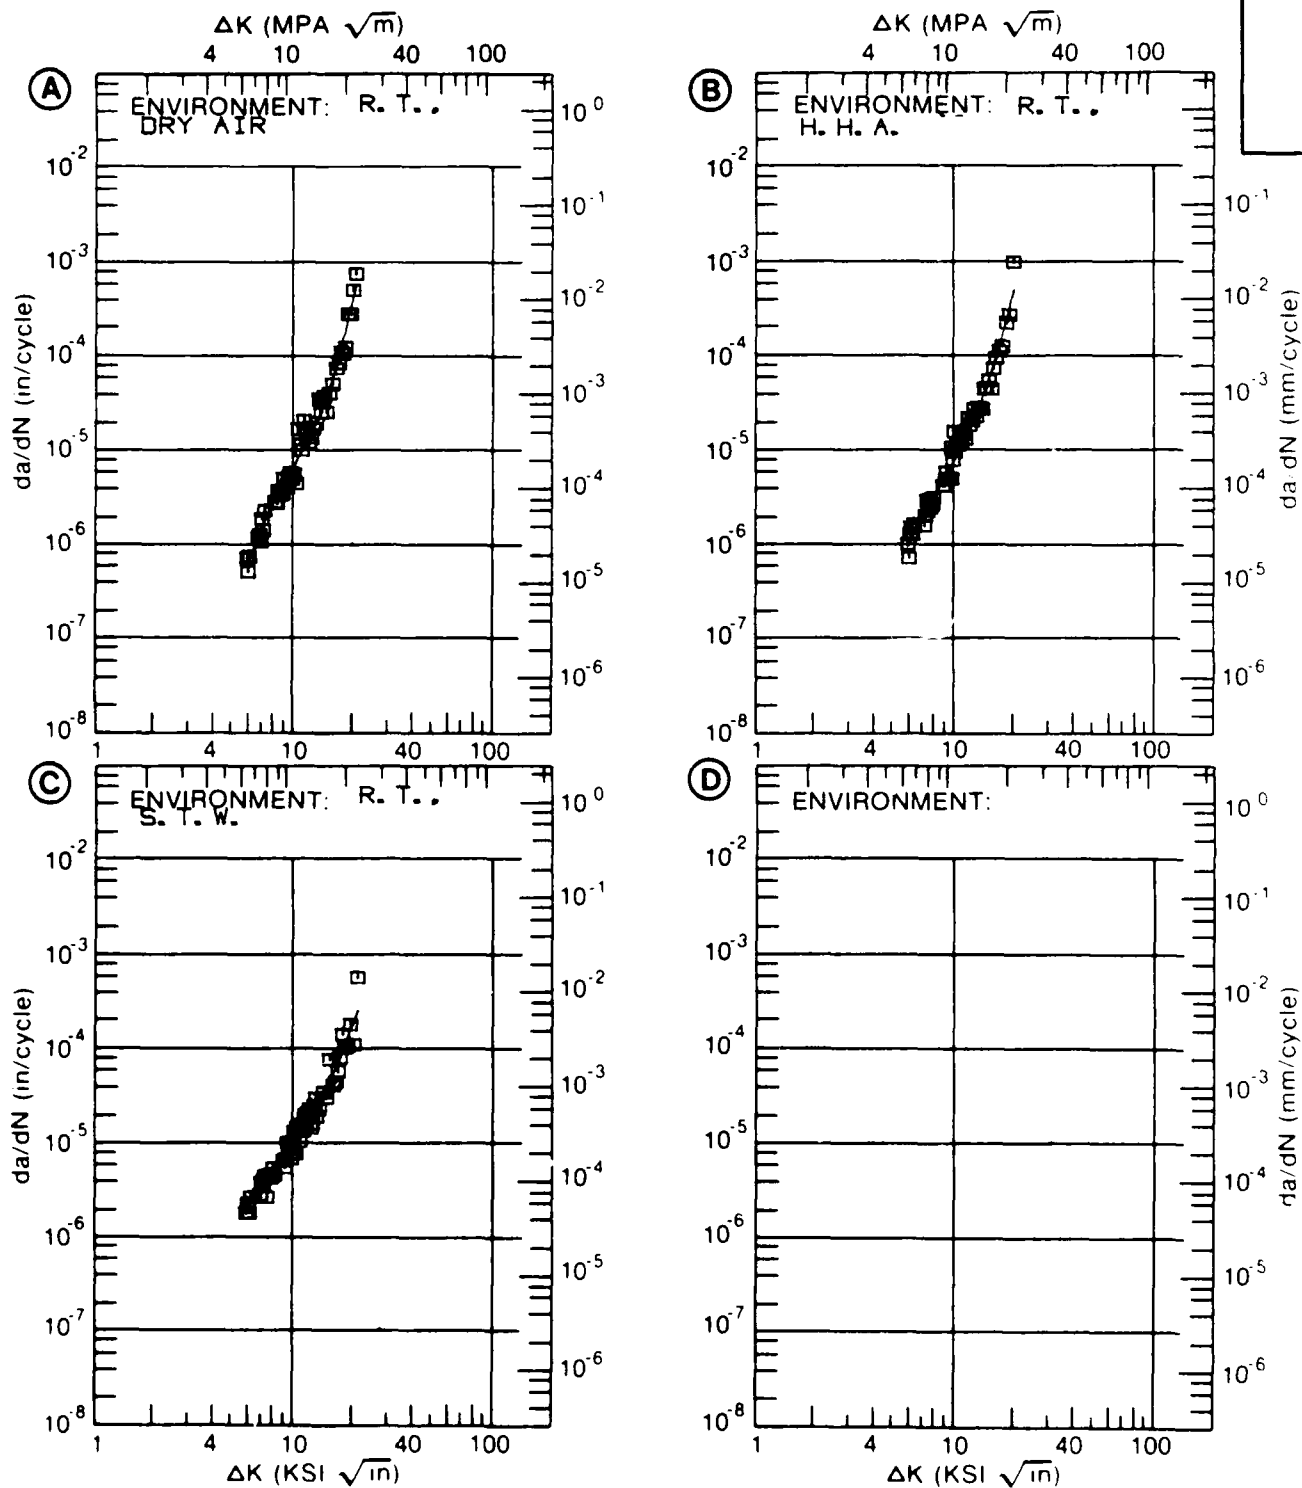 ΔK (MPA √m)
4 10 20 40 100
A
ENVIRONMENT: R. T.,
DRY AIR
10^-2
10^-3
10^-4
10^-5
10^-6
10^-7
10^-8
da/dN (in/cycle)
10^0
10^-1
10^-2
10^-3
10^-4
10^-5
10^-6
1 4 10 40 100
ΔK (MPA √m)
4 10 20 40 100
B
ENVIRONMENT: R. T.,
H. H. A.
10^-2
10^-3
10^-4
10^-5
10^-6
10^-7
10^-8
10^-1
10^-2
10^-3
10^-4
10^-5
10^-6
da/dN (mm/cycle)
1 4 10 40 100
C
ENVIRONMENT: R. T.,
S. T. W.
10^-2
10^-3
10^-4
10^-5
10^-6
10^-7
10^-8
da/dN (in/cycle)
10^0
10^-1
10^-2
10^-3
10^-4
10^-5
10^-6
1 4 10 40 100
ΔK (KSI √in)
D
ENVIRONMENT:
10^-2
10^-3
10^-4
10^-5
10^-6
10^-7
10^-8
10^0
10^-1
10^-2
10^-3
10^-4
10^-5
10^-6
da/dN (mm/cycle)
1 4 10 40 100
ΔK (KSI √in)